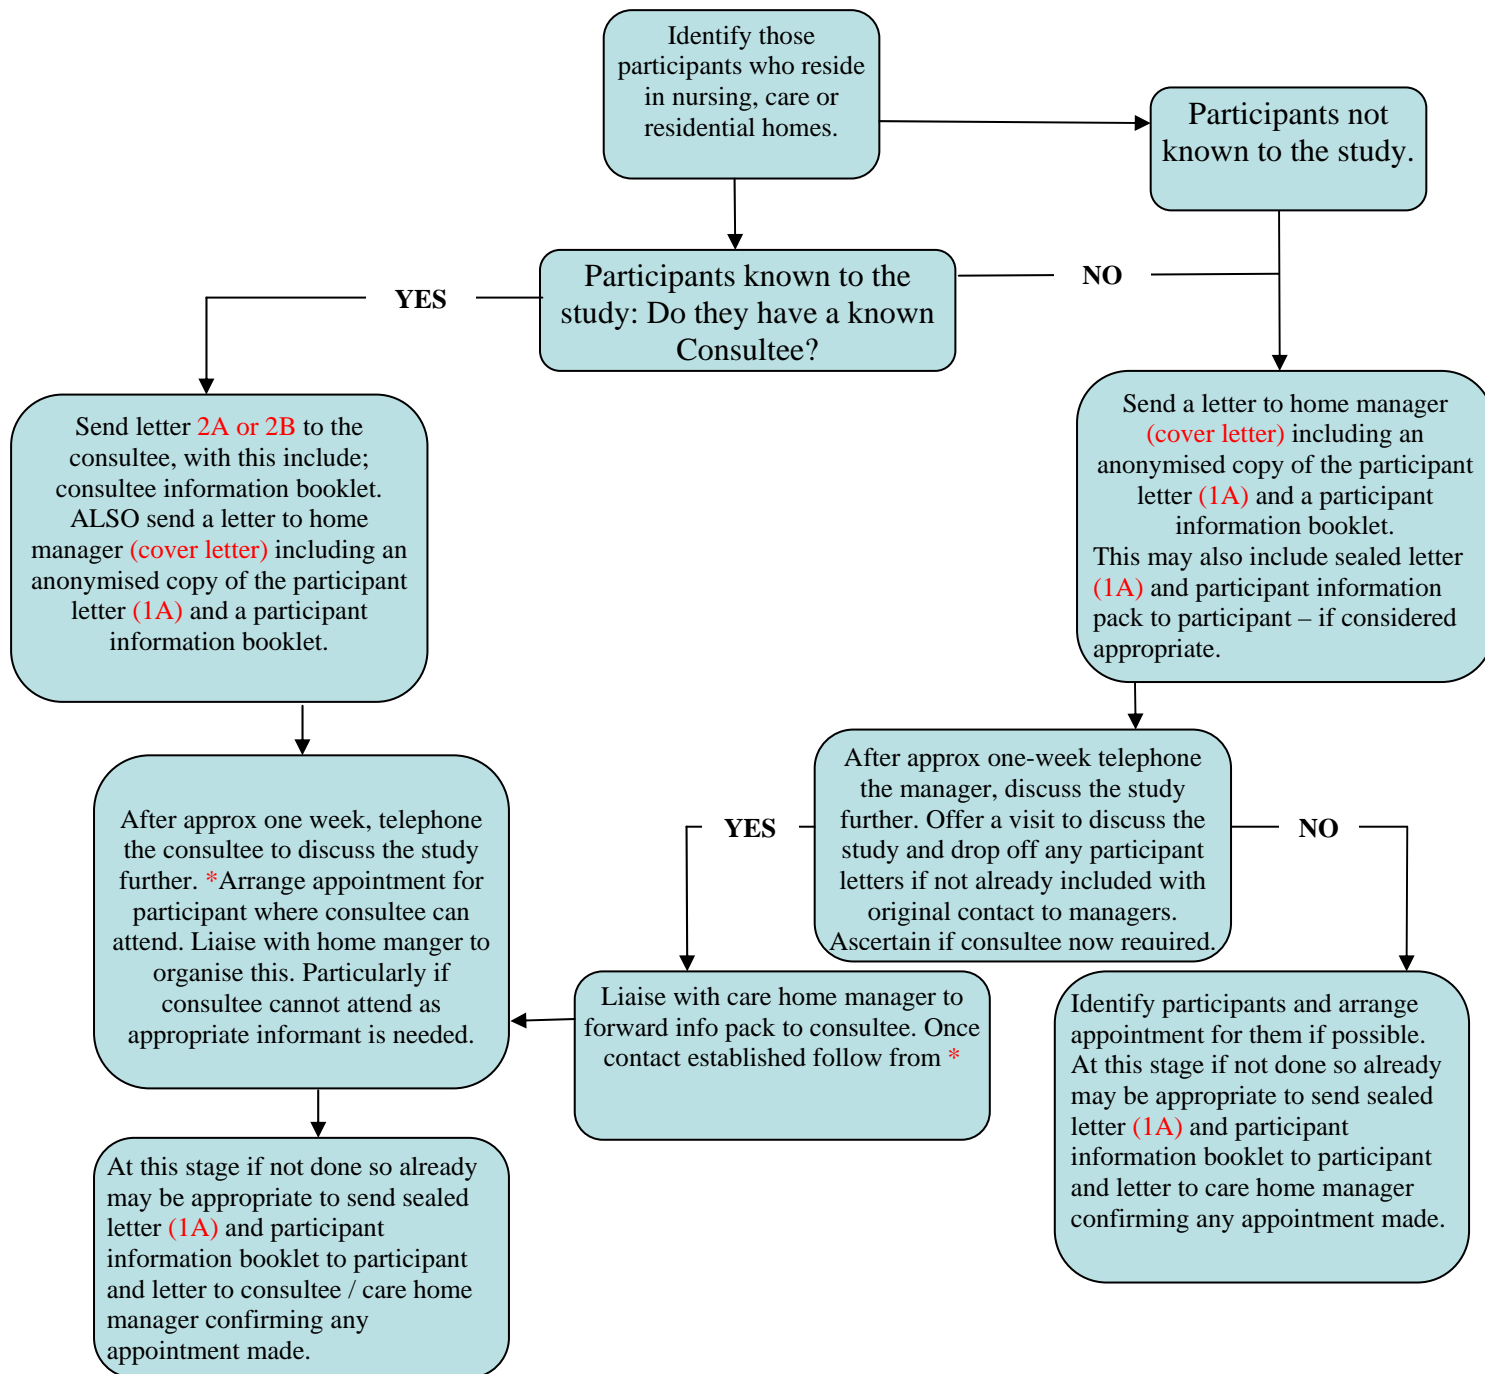 Identify those
participants who reside
in nursing, care or
residential homes.
Participants not
known to the study.
Participants known to the
study: Do they have a known
Consultee?
YES
NO
Send letter 2A or 2B to the
consultee, with this include;
consultee information booklet.
ALSO send a letter to home
manager (cover letter) including an
anonymised copy of the participant
letter (1A) and a participant
information booklet.
Send a letter to home manager
(cover letter) including an
anonymised copy of the participant
letter (1A) and a participant
information booklet.
This may also include sealed letter
(1A) and participant information
pack to participant – if considered
appropriate.
After approx one week, telephone
the consultee to discuss the study
further. *Arrange appointment for
participant where consultee can
attend. Liaise with home manger to
organise this. Particularly if
consultee cannot attend as
appropriate informant is needed.
After approx one-week telephone
the manager, discuss the study
further. Offer a visit to discuss the
study and drop off any participant
letters if not already included with
original contact to managers.
Ascertain if consultee now required.
YES
NO
Liaise with care home manager to
forward info pack to consultee. Once
contact established follow from *
Identify participants and arrange
appointment for them if possible.
At this stage if not done so already
may be appropriate to send sealed
letter (1A) and participant
information booklet to participant
and letter to care home manager
confirming any appointment made.
At this stage if not done so already
may be appropriate to send sealed
letter (1A) and participant
information booklet to participant
and letter to consultee / care home
manager confirming any
appointment made.